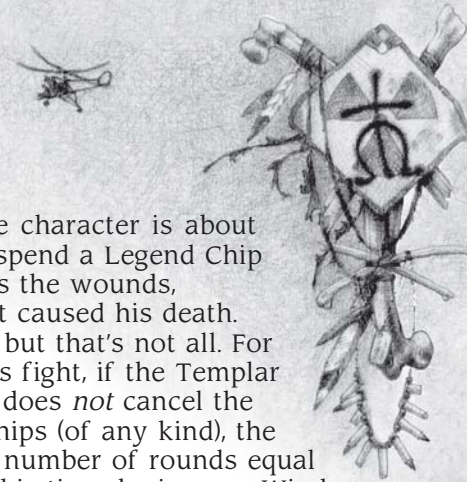 e character is about
spend a Legend Chip
s the wounds,
t caused his death.
but that's not all. For
s fight, if the Templar
does not cancel the
hips (of any kind), the
number of rounds equal